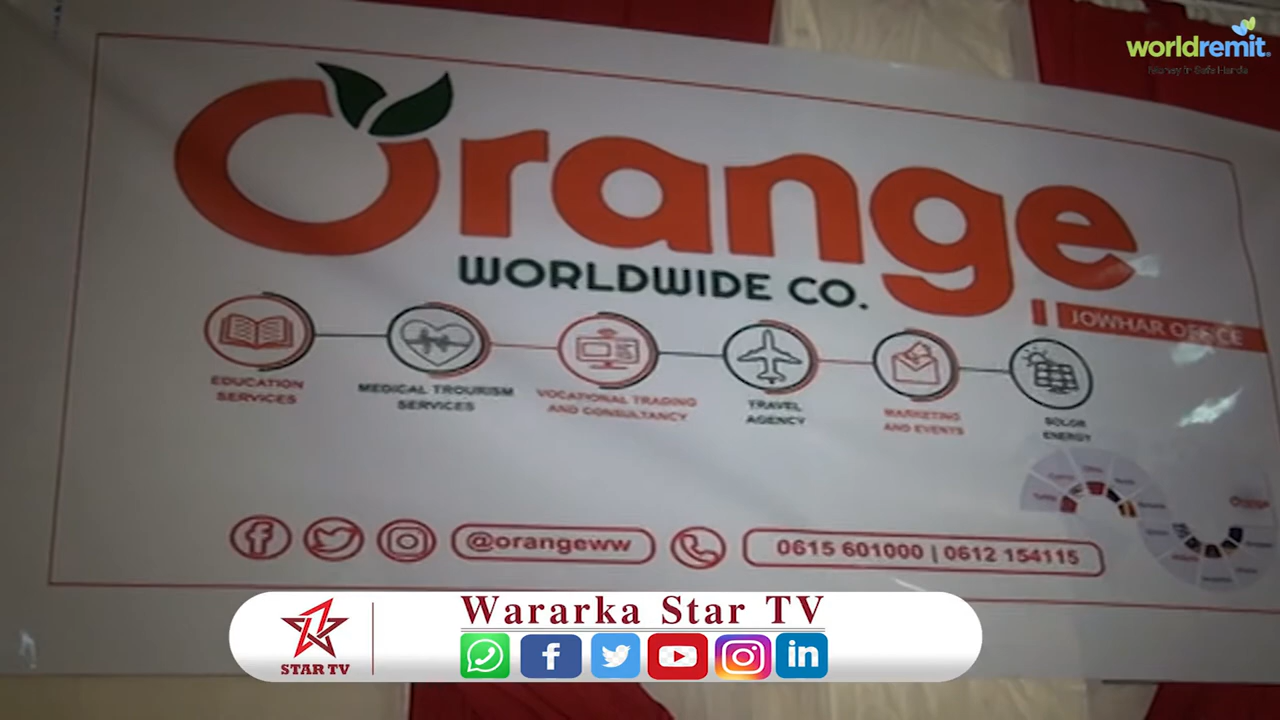 worldremit
Orange
WORLDWIDE CO.
JOWHAR OFFICE
EDUCATION
SERVICES
MEDICAL TROURISM
SERVICES
VOCATIONAL TRADING
AND CONSULTANCY
TRAVEL
AGENCY
MARKETING
AND EVENTS
SOLOR
ENERGY
@orangeww
0615 601000 | 0612 154115
Wararka Star TV
STAR TV